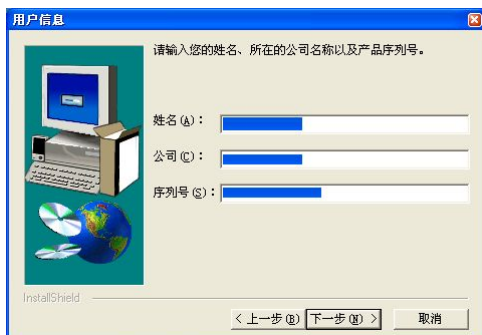 用户信息
请输入您的姓名、所在的公司名称以及产品序列号。
姓名(A):
公司(C):
序列号(S):
InstallShield
< 上一步(B) 下一步(N) > 取消